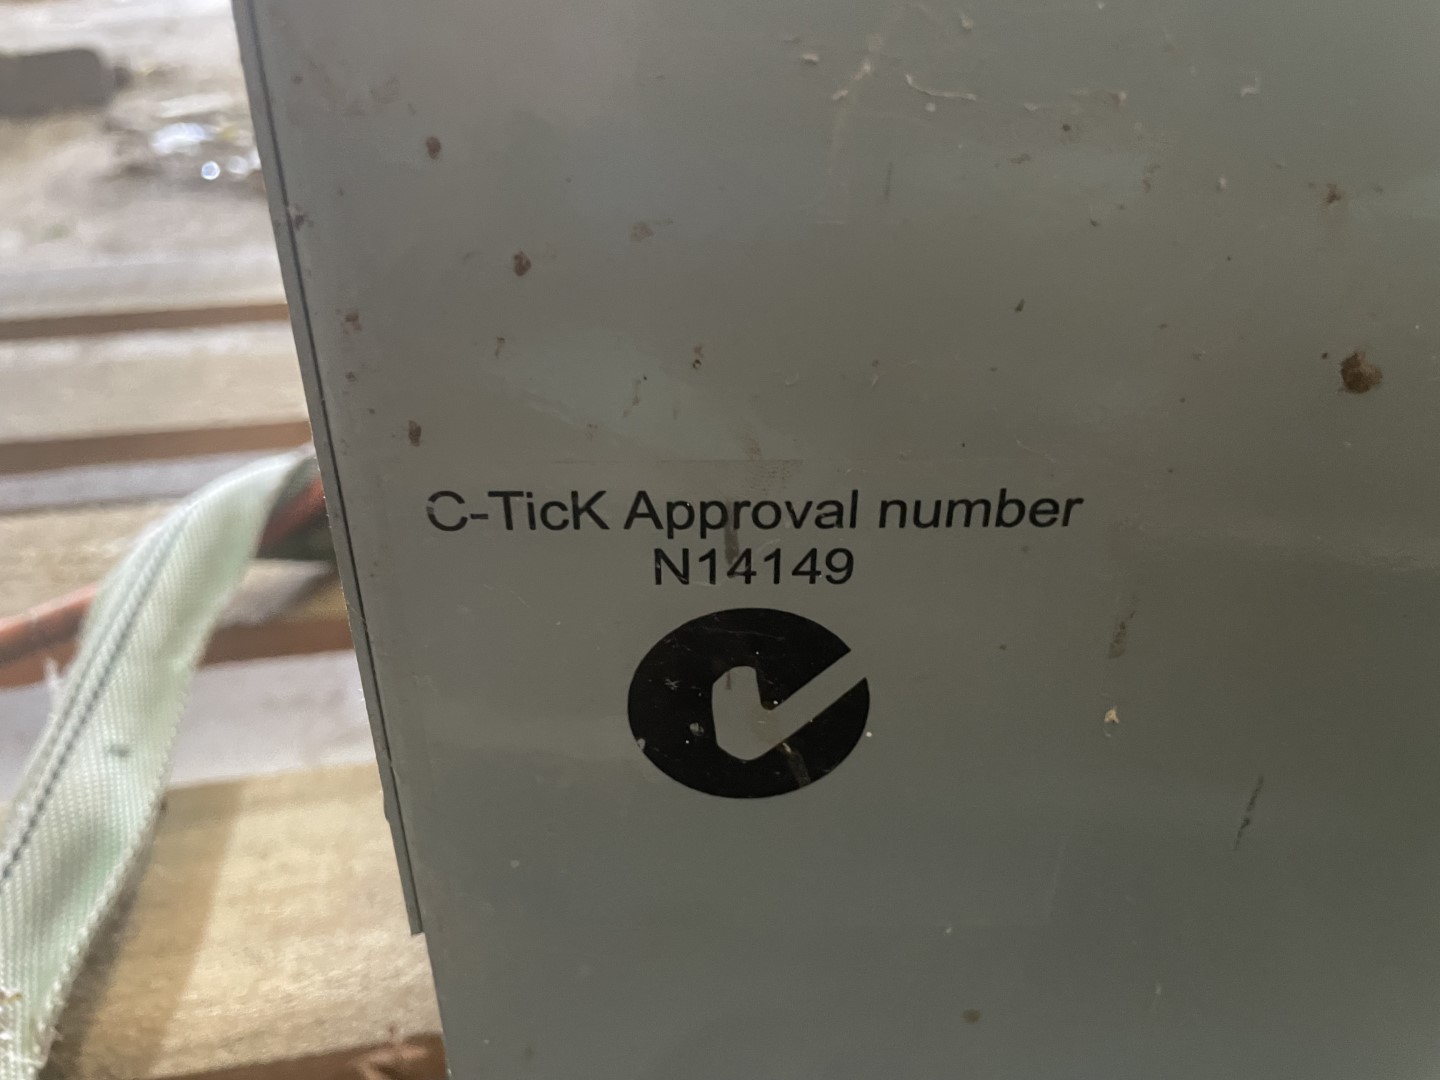 C-TicK Approval number
N14149